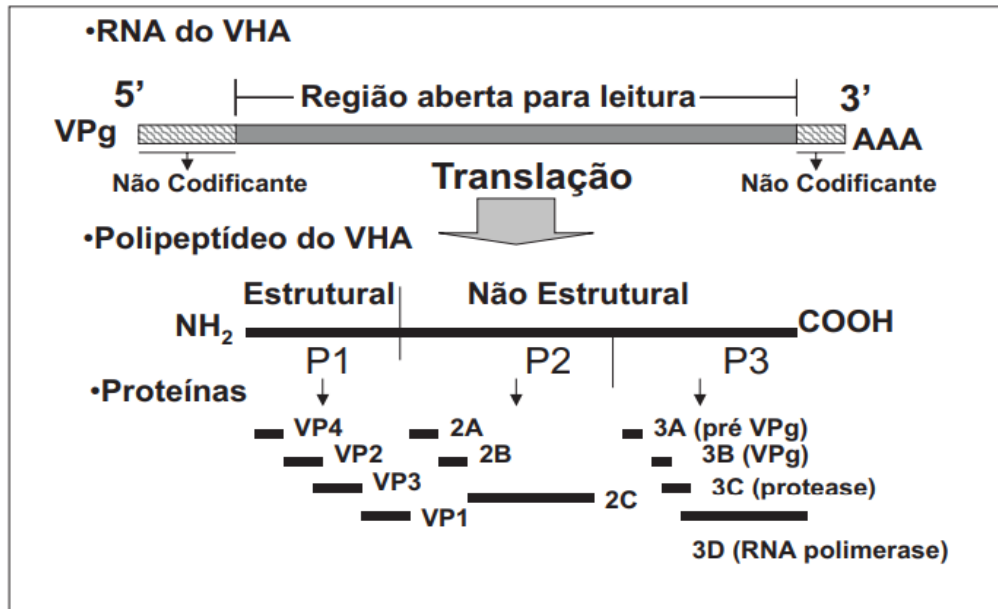 •RNA do VHA
5’
Região aberta para leitura
3’
VPg
AAA
Não Codificante
Translação
Não Codificante
•Polipeptídeo do VHA
Estrutural
Não Estrutural
NH2
COOH
P1
P2
P3
•Proteínas
VP4
2A
3A (pré VPg)
VP2
2B
3B (VPg)
VP3
3C (protease)
VP1
2C
3D (RNA polimerase)